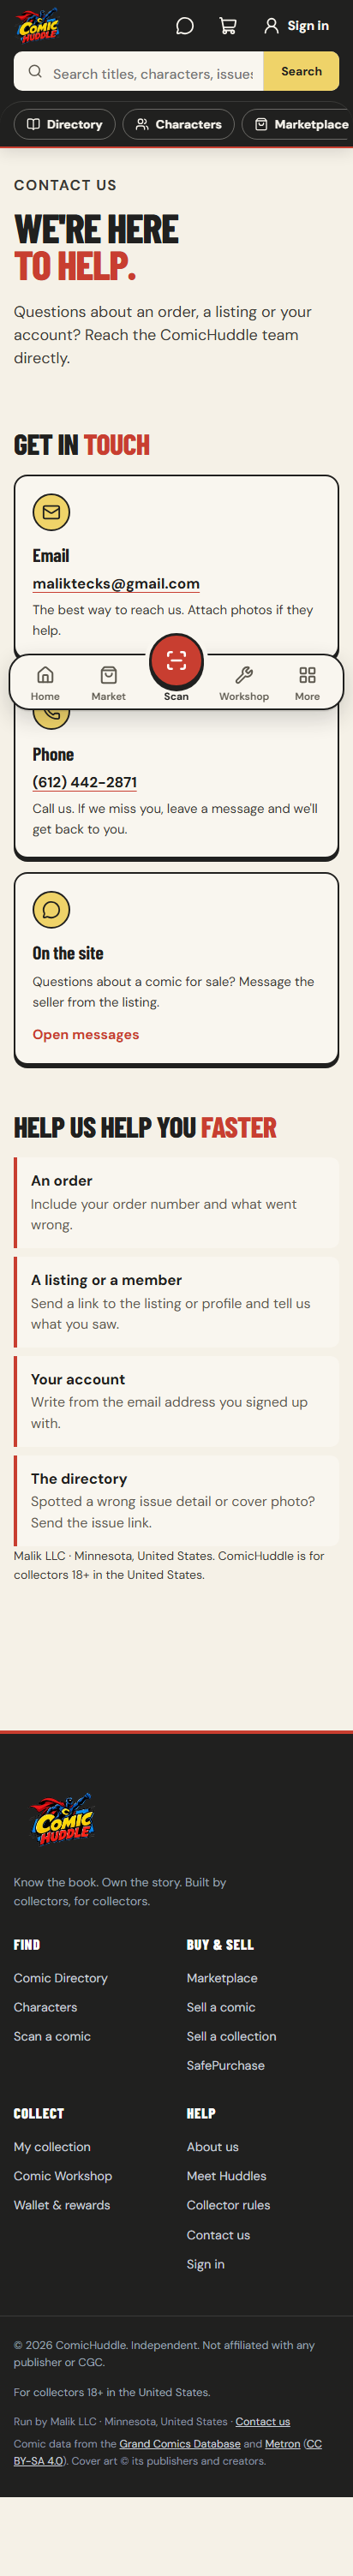 COMIC
HUDDLE
Sign in
Search titles, characters, issues
Search
Directory
Characters
Marketplace
CONTACT US
WE'RE HERE
TO HELP.
Questions about an order, a listing or your
account? Reach the ComicHuddle team
directly.
GET IN TOUCH
Email
maliktecks@gmail.com
The best way to reach us. Attach photos if they
help.
Home
Market
Scan
Workshop
More
Phone
(612) 442-2871
Call us. If we miss you, leave a message and we'll
get back to you.
On the site
Questions about a comic for sale? Message the
seller from the listing.
Open messages
HELP US HELP YOU FASTER
An order
Include your order number and what went
wrong.
A listing or a member
Send a link to the listing or profile and tell us
what you saw.
Your account
Write from the email address you signed up
with.
The directory
Spotted a wrong issue detail or cover photo?
Send the issue link.
Malik LLC · Minnesota, United States. ComicHuddle is for
collectors 18+ in the United States.
COMIC
HUDDLE
Know the book. Own the story. Built by
collectors, for collectors.
FIND
Comic Directory
Characters
Scan a comic
BUY & SELL
Marketplace
Sell a comic
Sell a collection
SafePurchase
COLLECT
My collection
Comic Workshop
Wallet & rewards
HELP
About us
Meet Huddles
Collector rules
Contact us
Sign in
© 2026 ComicHuddle. Independent. Not affiliated with any
publisher or CGC.
For collectors 18+ in the United States.
Run by Malik LLC · Minnesota, United States · Contact us
Comic data from the Grand Comics Database and Metron (CC
BY-SA 4.0). Cover art © its publishers and creators.